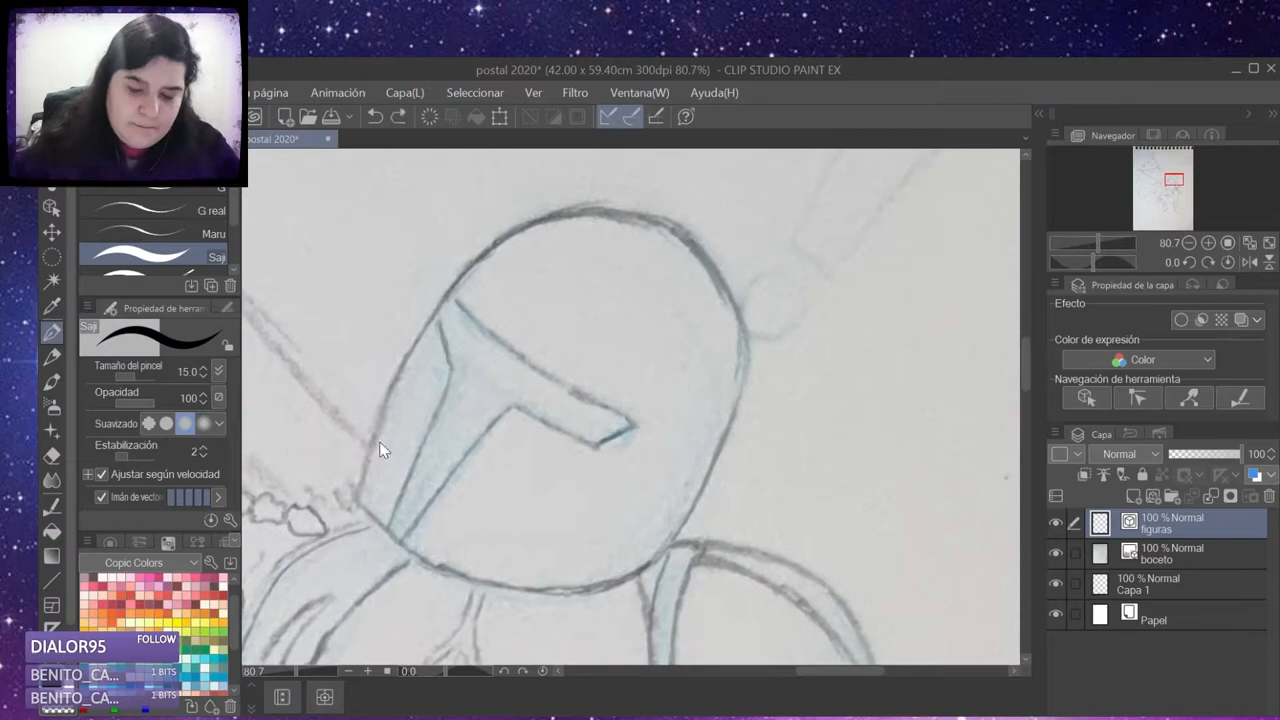 postal 2020* (42.00 x 59.40cm 300dpi 80.7%) - CLIP STUDIO PAINT EX
a página Animación Capa(L) Seleccionar Ver Filtro Ventana(W) Ayuda(H)
postal 2020*
Navegador
G
G real
Maru
Saji
80.7
0.0
Propiedad de la capa
Propiedad de herrar
Saji
Efecto
Color de expresión
Color
Tamaño del pincel 15.0
Navegación de herramienta
Opacidad 100
Suavizado
Estabilización 2
Capa
Normal 100
Ajustar según velocidad
Imán de vector
100 % Normal
figuras
100 % Normal
boceto
Copic Colors
100 % Normal
Capa 1
Papel
FOLLOW
DIALOR95
1 BITS
BENITO_CA...
1 BITS
BENITO_CA...
80.7 0.0